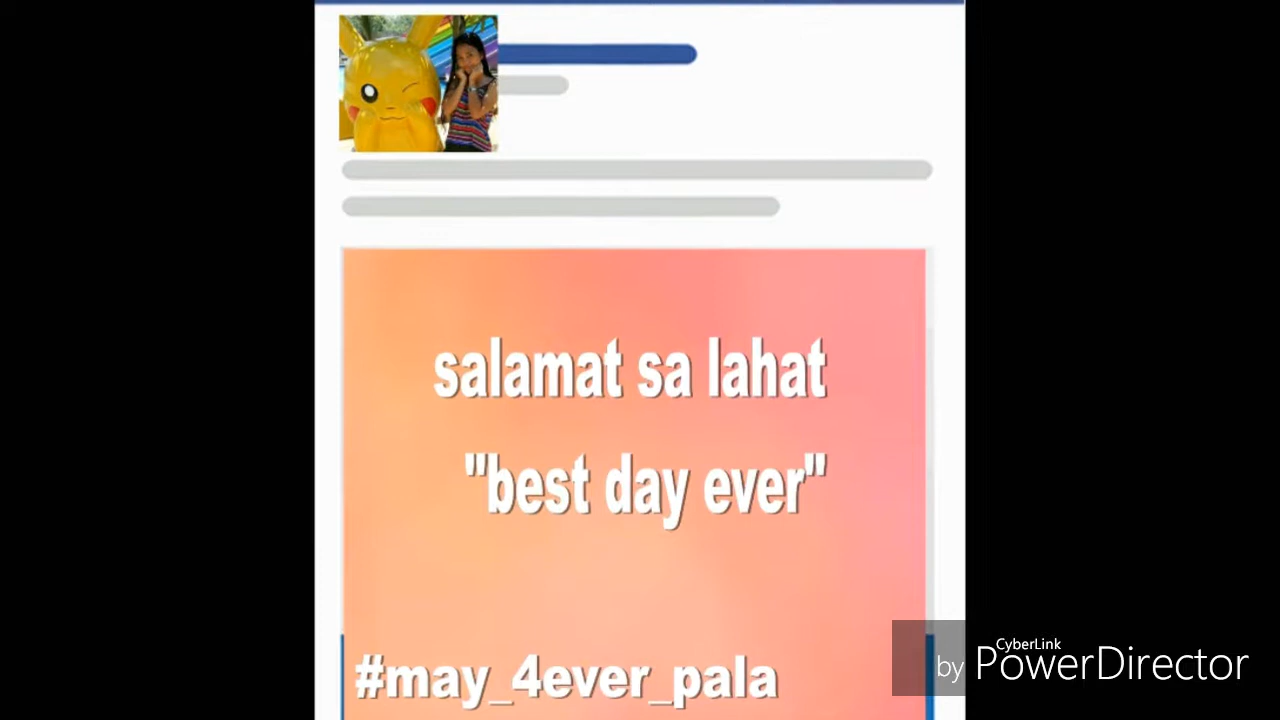 salamat sa lahat
"best day ever"
#may_4ever_pala
CyberLink
by PowerDirector